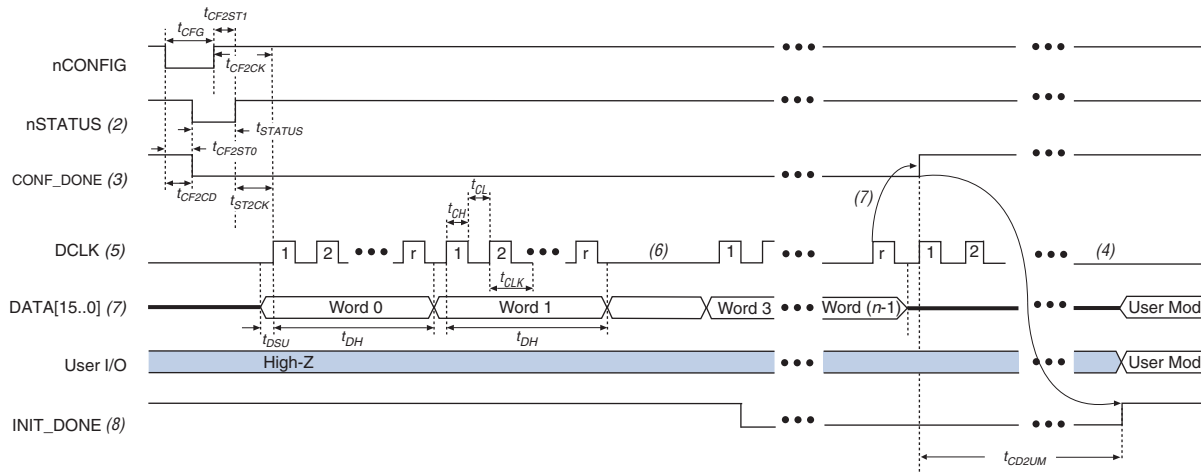 tCF2ST1
tCFG
nCONFIG
tCF2CK
nSTATUS (2)
tSTATUS
tCF2ST0
CONF_DONE (3)
tCF2CD
tST2CK
tCL
tCH
(7)
DCLK (5)
1 2 r 1 2 r (6) 1 r 1 2 (4)
tCLK
DATA[15..0] (7) Word 0 Word 1 Word 3 Word (n-1) User Mod
tDSU tDH tDH
User I/O High-Z User Mod
INIT_DONE (8)
tCD2UM